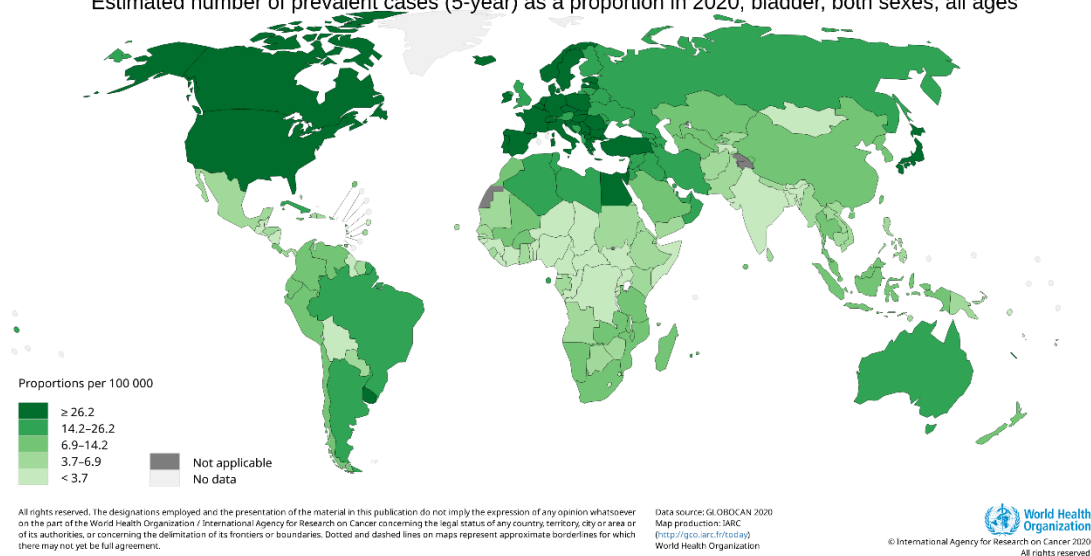 Estimated number of prevalent cases (5-year) as a proportion in 2020, bladder, both sexes, all ages
Proportions per 100 000
≥ 26.2
14.2–26.2
6.9–14.2
3.7–6.9
< 3.7
Not applicable
No data
All rights reserved. The designations employed and the presentation of the material in this publication do not imply the expression of any opinion whatsoever
on the part of the World Health Organization / International Agency for Research on Cancer concerning the legal status of any country, territory, city or area or
of its authorities, or concerning the delimitation of its frontiers or boundaries. Dotted and dashed lines on maps represent approximate borderlines for which
there may not yet be full agreement.
Data source: GLOBOCAN 2020
Map production: IARC
(http://gco.iarc.fr/today)
World Health Organization
World Health
Organization
© International Agency for Research on Cancer 2020
All rights reserved